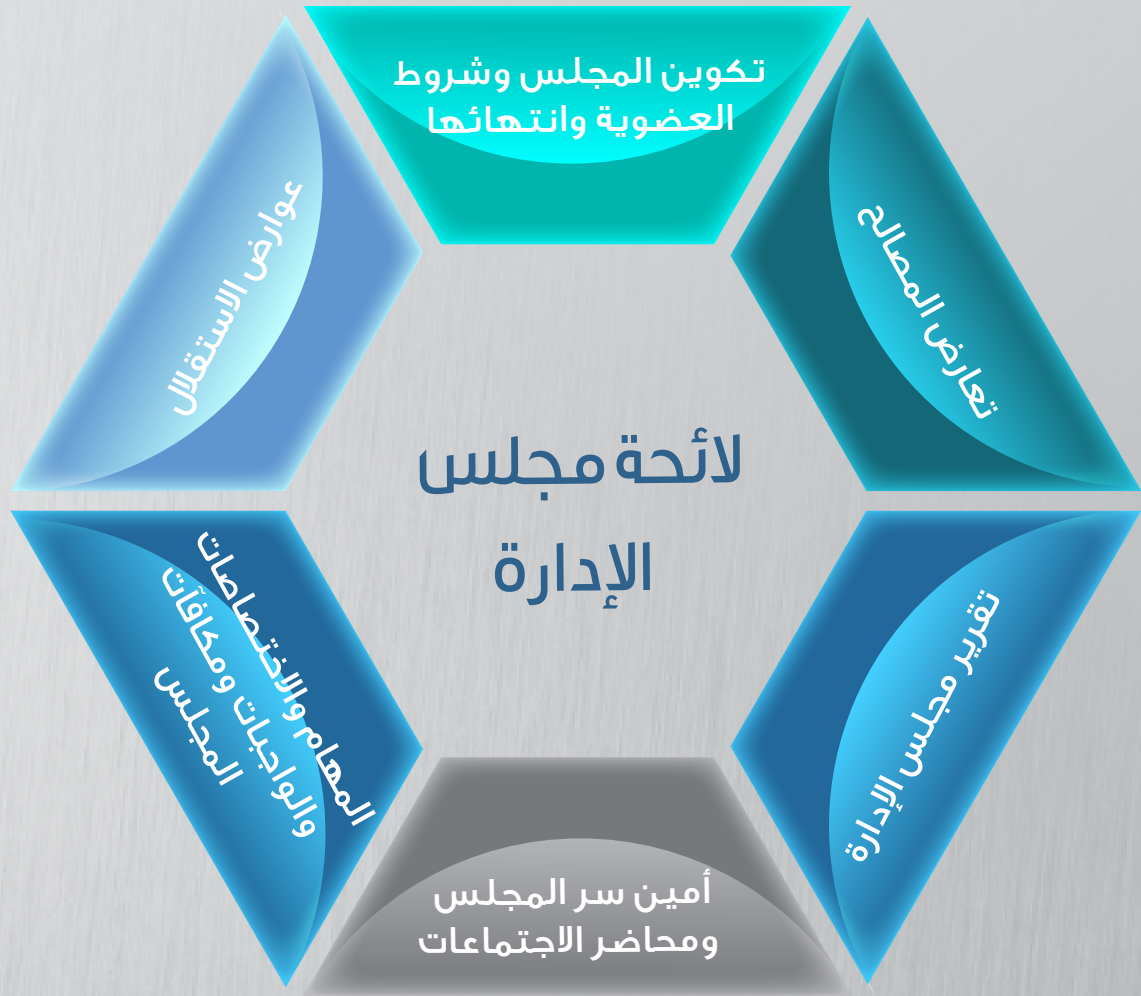 تكوين المجلس وشروط
العضوية وانتهائها
تعارض المصالح
عوارض الاستقلال
لائحة مجلس
الإدارة
تقرير مجلس الإدارة
المهام والاختصاصات
والواجبات ومكافآت
المجلس
أمين سر المجلس
ومحاضر الاجتماعات